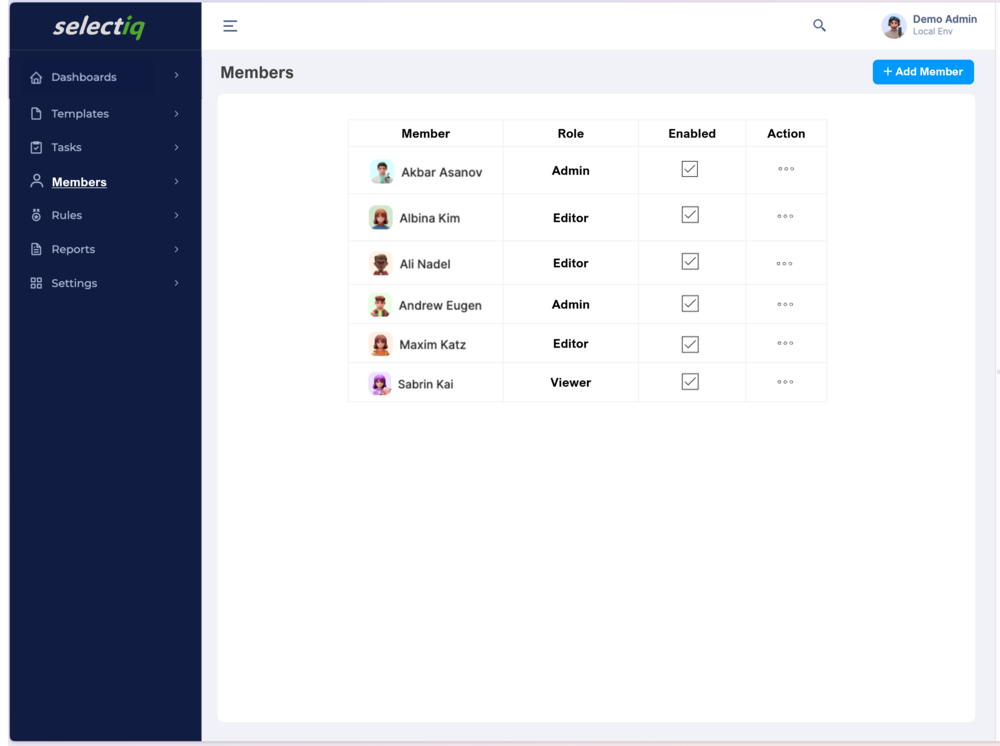 selectiq
Demo Admin
Local Env
Dashboards
Templates
Tasks
Members
Rules
Reports
Settings
Members
+ Add Member
Member Role Enabled Action
Akbar Asanov Admin
Albina Kim Editor
Ali Nadel Editor
Andrew Eugen Admin
Maxim Katz Editor
Sabrin Kai Viewer